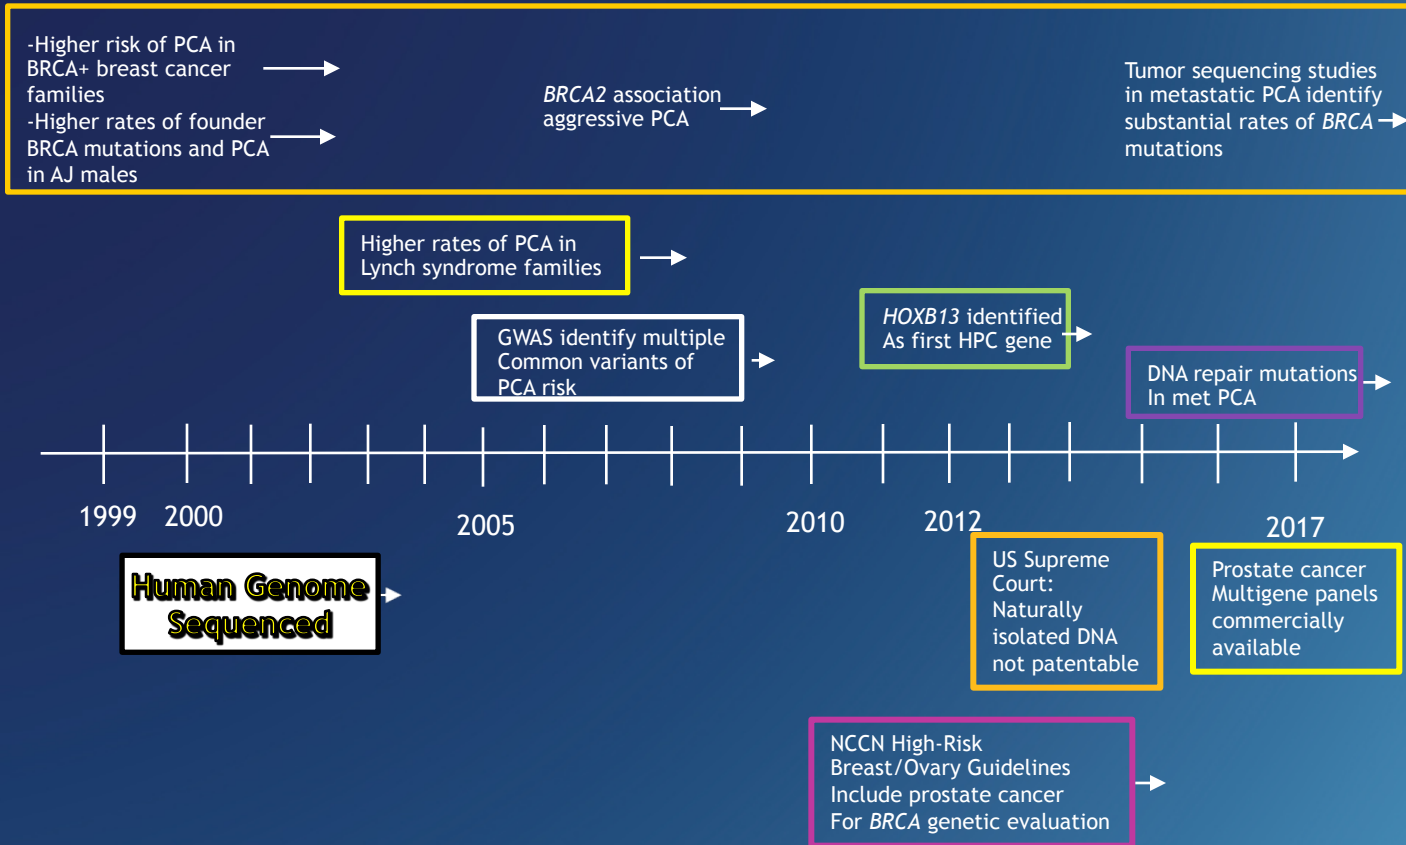 -Higher risk of PCA in
BRCA+ breast cancer
families
-Higher rates of founder
BRCA mutations and PCA
in AJ males
BRCA2 association
aggressive PCA
Tumor sequencing studies
in metastatic PCA identify
substantial rates of BRCA
mutations
Higher rates of PCA in
Lynch syndrome families
GWAS identify multiple
Common variants of
PCA risk
HOXB13 identified
As first HPC gene
DNA repair mutations
In met PCA
1999
2000
2005
2010
2012
2017
Human Genome
Sequenced
US Supreme
Court:
Naturally
isolated DNA
not patentable
Prostate cancer
Multigene panels
commercially
available
NCCN High-Risk
Breast/Ovary Guidelines
Include prostate cancer
For BRCA genetic evaluation